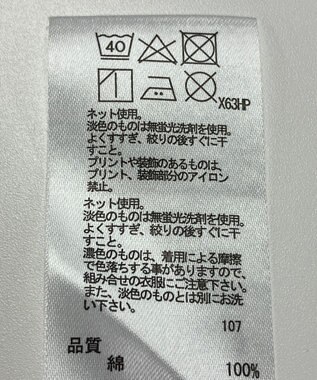 40
X63HP
ネット使用。
淡色のものは無蛍光洗剤を使用。
よくすすぎ、絞りの後すぐに干
すこと。
プリントや装飾のあるものは、
プリント、装飾部分のアイロン
禁止。
ネット使用。
淡色のものは無蛍光洗剤を使用。
よくすすぎ、絞りの後すぐに干
すこと。
濃色のものは、着用による摩擦
で色落ちする事がありますので、
組み合せの衣服にご注意下さい。
また、淡色のものとは別にお洗
い下さい。
107
品質
綿 100%